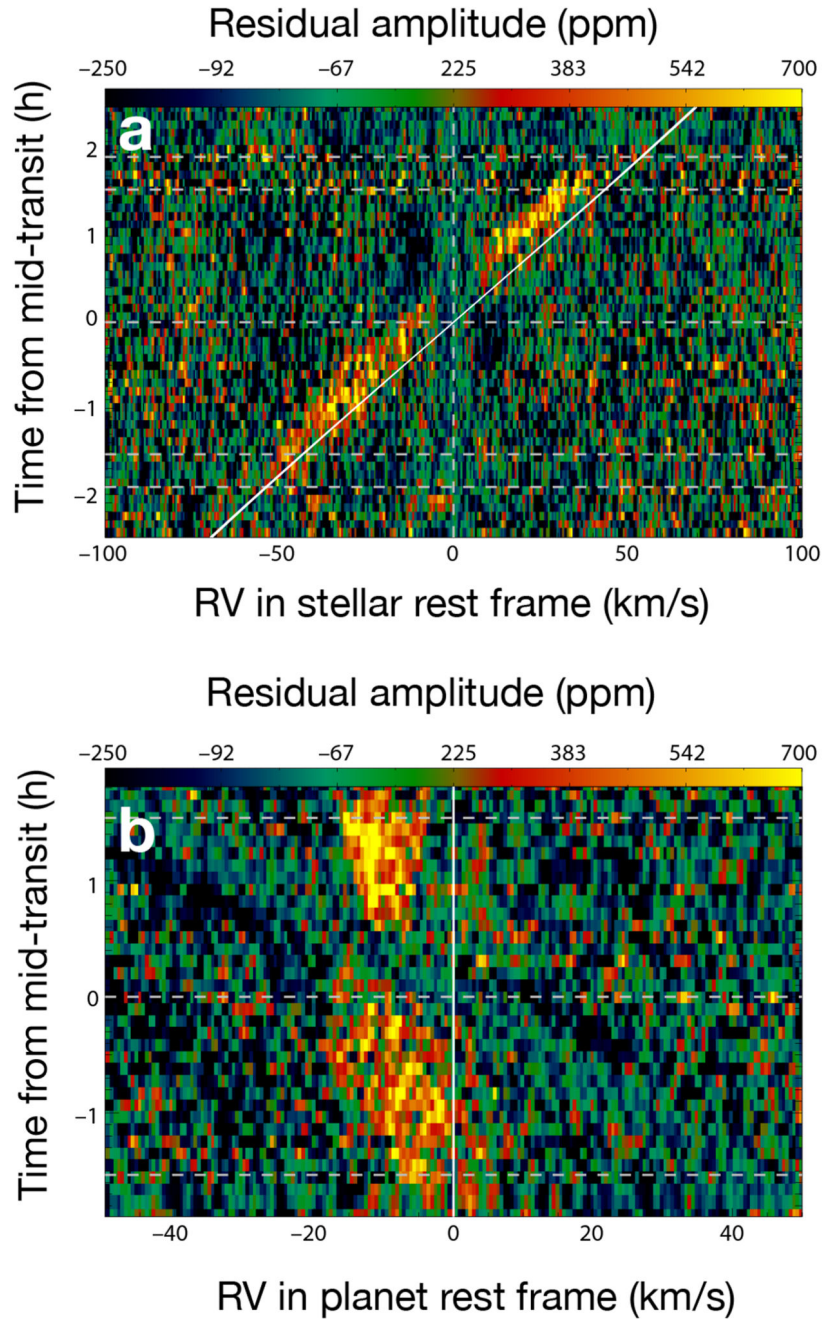 Residual amplitude (ppm)
−250 −92 −67 225 383 542 700
a
Time from mid-transit (h)
2
1
0
−1
−2
−100 −50 0 50 100
RV in stellar rest frame (km/s)
Residual amplitude (ppm)
−250 −92 −67 225 383 542 700
b
Time from mid-transit (h)
1
0
−1
−40 −20 0 20 40
RV in planet rest frame (km/s)